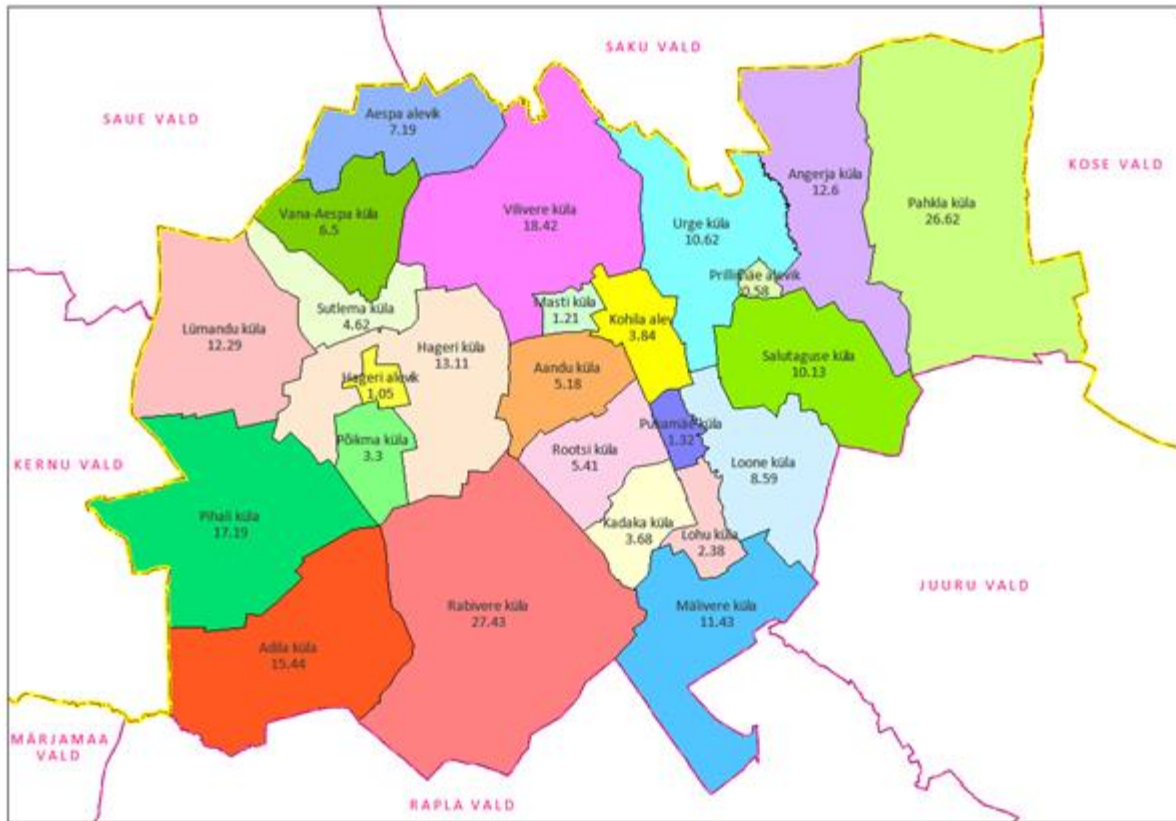 SAKU VALD
SAUE VALD
KOSE VALD
Aespa alevik
7.19
Angerja küla
12.6
Pahkla küla
26.62
Vana-Aespa küla
6.5
Vilivere küla
18.42
Urge küla
10.62
Prillimäe alevik
0.58
Sutlema küla
4.62
Masti küla
1.21
Kohila alev
3.84
Lümandu küla
12.29
Hageri küla
13.11
Salutaguse küla
10.13
Hageri alevik
1.05
Aandu küla
5.18
Põikma küla
3.3
Pukamäe küla
1.32
Rootsi küla
5.41
Loone küla
8.59
KERNU VALD
Pihali küla
17.19
Kadaka küla
3.68
Lohu küla
2.38
JUURU VALD
Rabivere küla
27.43
Mälivere küla
11.43
Adila küla
15.44
MÄRJAMAA
VALD
RAPLA VALD